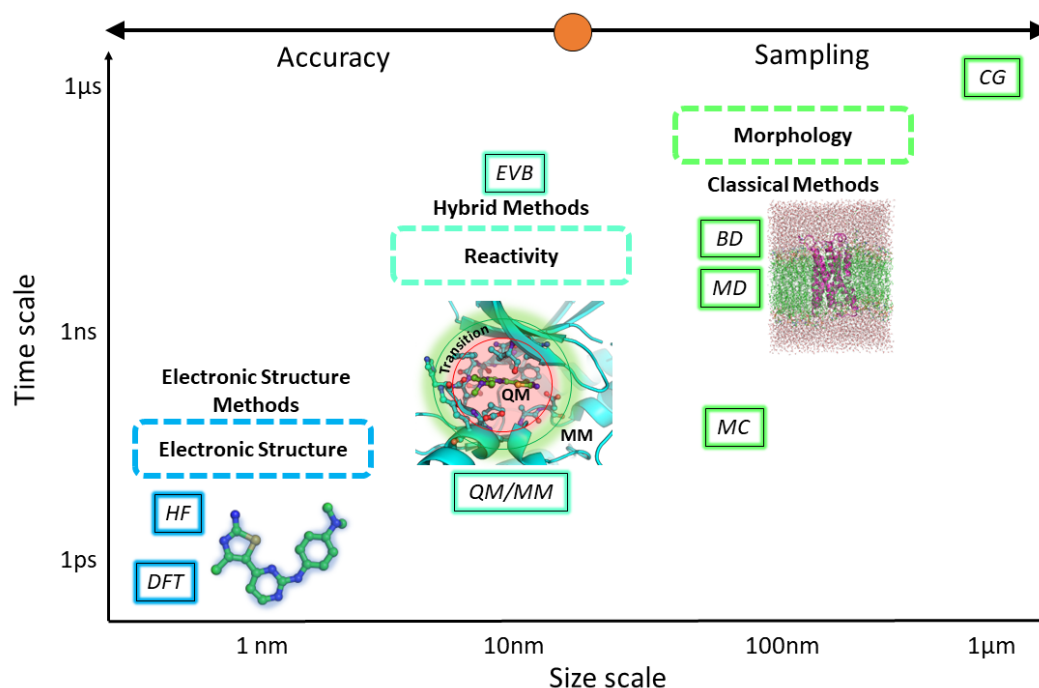 Accuracy
Sampling
1µs
CG
Morphology
EVB
Classical Methods
Hybrid Methods
BD
Reactivity
MD
Time scale
1ns
Transition
QM
MM
Electronic Structure
Methods
Electronic Structure
MC
QM/MM
HF
1ps
DFT
1 nm
10nm
100nm
1µm
Size scale